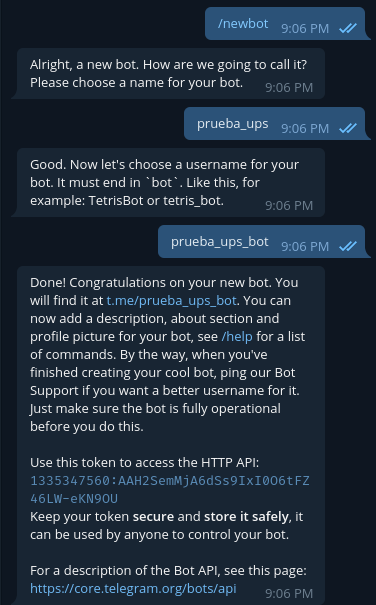 /newbot 9:06 PM
Alright, a new bot. How are we going to call it?
Please choose a name for your bot. 9:06 PM
prueba_ups 9:06 PM
Good. Now let's choose a username for your
bot. It must end in `bot`. Like this, for
example: TetrisBot or tetris_bot. 9:06 PM
prueba_ups_bot 9:06 PM
Done! Congratulations on your new bot. You
will find it at t.me/prueba_ups_bot. You can
now add a description, about section and
profile picture for your bot, see /help for a list
of commands. By the way, when you've
finished creating your cool bot, ping our Bot
Support if you want a better username for it.
Just make sure the bot is fully operational
before you do this.
Use this token to access the HTTP API:
1335347560:AAH2SemMjA6dSs9IxI0O6tFZ
46LW-eKN9OU
Keep your token secure and store it safely, it
can be used by anyone to control your bot.
For a description of the Bot API, see this page:
https://core.telegram.org/bots/api 9:06 PM